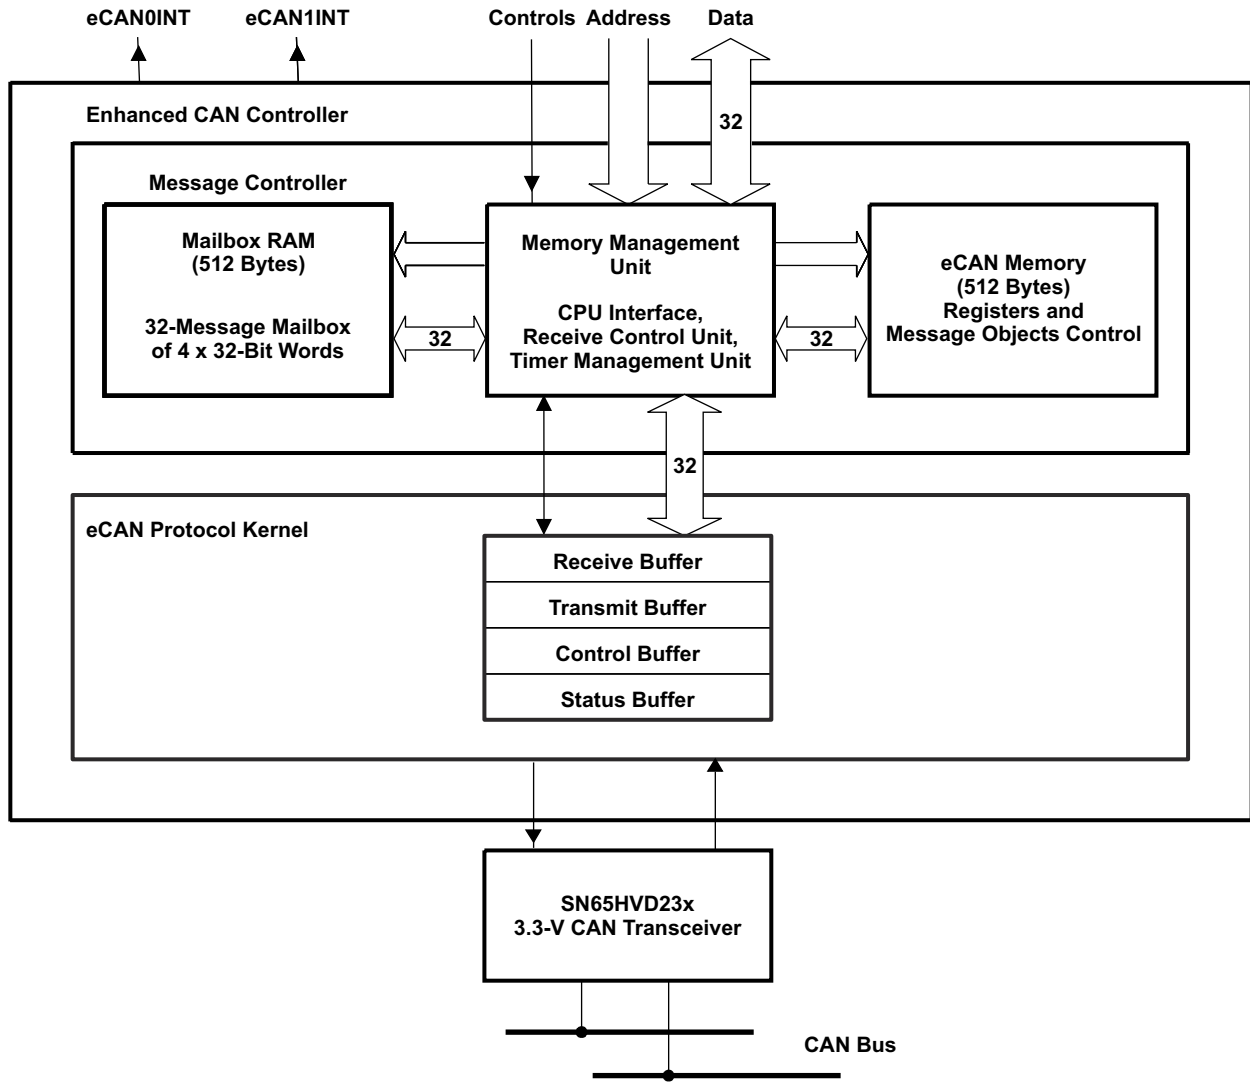 eCAN0INT
eCAN1INT
Controls
Address
Data
32
Enhanced CAN Controller
Message Controller
Mailbox RAM
(512 Bytes)
32-Message Mailbox
of 4 x 32-Bit Words
32
Memory Management
Unit
CPU Interface,
Receive Control Unit,
Timer Management Unit
32
eCAN Memory
(512 Bytes)
Registers and
Message Objects Control
32
eCAN Protocol Kernel
Receive Buffer
Transmit Buffer
Control Buffer
Status Buffer
SN65HVD23x
3.3-V CAN Transceiver
CAN Bus